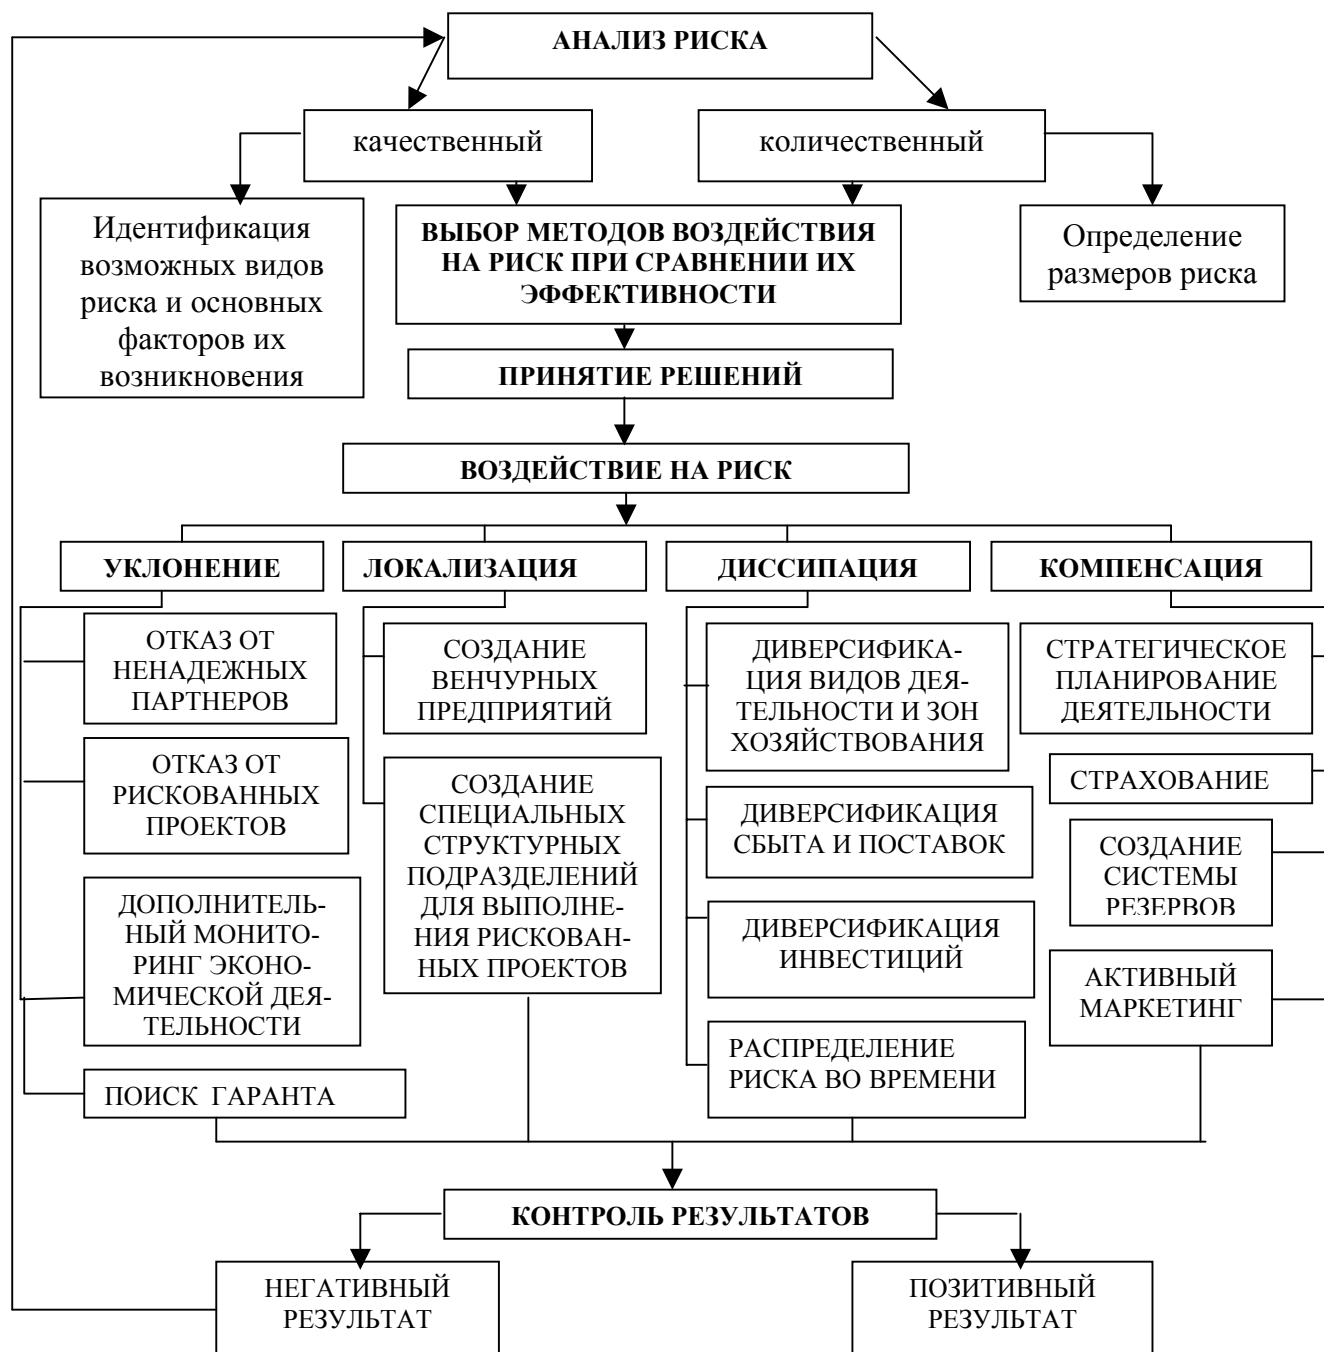 АНАЛИЗ РИСКА
качественный
количественный
Идентификация
возможных видов
риска и основных
факторов их
возникновения
ВЫБОР МЕТОДОВ ВОЗДЕЙСТВИЯ
НА РИСК ПРИ СРАВНЕНИИ ИХ
ЭФФЕКТИВНОСТИ
Определение
размеров риска
ПРИНЯТИЕ РЕШЕНИЙ
ВОЗДЕЙСТВИЕ НА РИСК
УКЛОНЕНИЕ
ОТКАЗ ОТ
НЕНАДЕЖНЫХ
ПАРТНЕРОВ
ОТКАЗ ОТ
РИСКОВАННЫХ
ПРОЕКТОВ
ДОПОЛНИТЕЛЬ-
НЫЙ МОНИТО-
РИНГ ЭКОНО-
МИЧЕСКОЙ ДЕЯ-
ТЕЛЬНОСТИ
ПОИСК ГАРАНТА
ЛОКАЛИЗАЦИЯ
СОЗДАНИЕ
ВЕНЧУРНЫХ
ПРЕДПРИЯТИЙ
СОЗДАНИЕ
СПЕЦИАЛЬНЫХ
СТРУКТУРНЫХ
ПОДРАЗДЕЛЕНИЙ
ДЛЯ ВЫПОЛНЕ-
НИЯ РИСКОВАН-
НЫХ ПРОЕКТОВ
ДИССИПАЦИЯ
ДИВЕРСИФИКА-
ЦИЯ ВИДОВ ДЕЯ-
ТЕЛЬНОСТИ И ЗОН
ХОЗЯЙСТВОВАНИЯ
ДИВЕРСИФИКАЦИЯ
СБЫТА И ПОСТАВОК
ДИВЕРСИФИКАЦИЯ
ИНВЕСТИЦИЙ
РАСПРЕДЕЛЕНИЕ
РИСКА ВО ВРЕМЕНИ
КОМПЕНСАЦИЯ
СТРАТЕГИЧЕСКОЕ
ПЛАНИРОВАНИЕ
ДЕЯТЕЛЬНОСТИ
СТРАХОВАНИЕ
СОЗДАНИЕ
СИСТЕМЫ
РЕЗЕРВОВ
АКТИВНЫЙ
МАРКЕТИНГ
КОНТРОЛЬ РЕЗУЛЬТАТОВ
НЕГАТИВНЫЙ
РЕЗУЛЬТАТ
ПОЗИТИВНЫЙ
РЕЗУЛЬТАТ